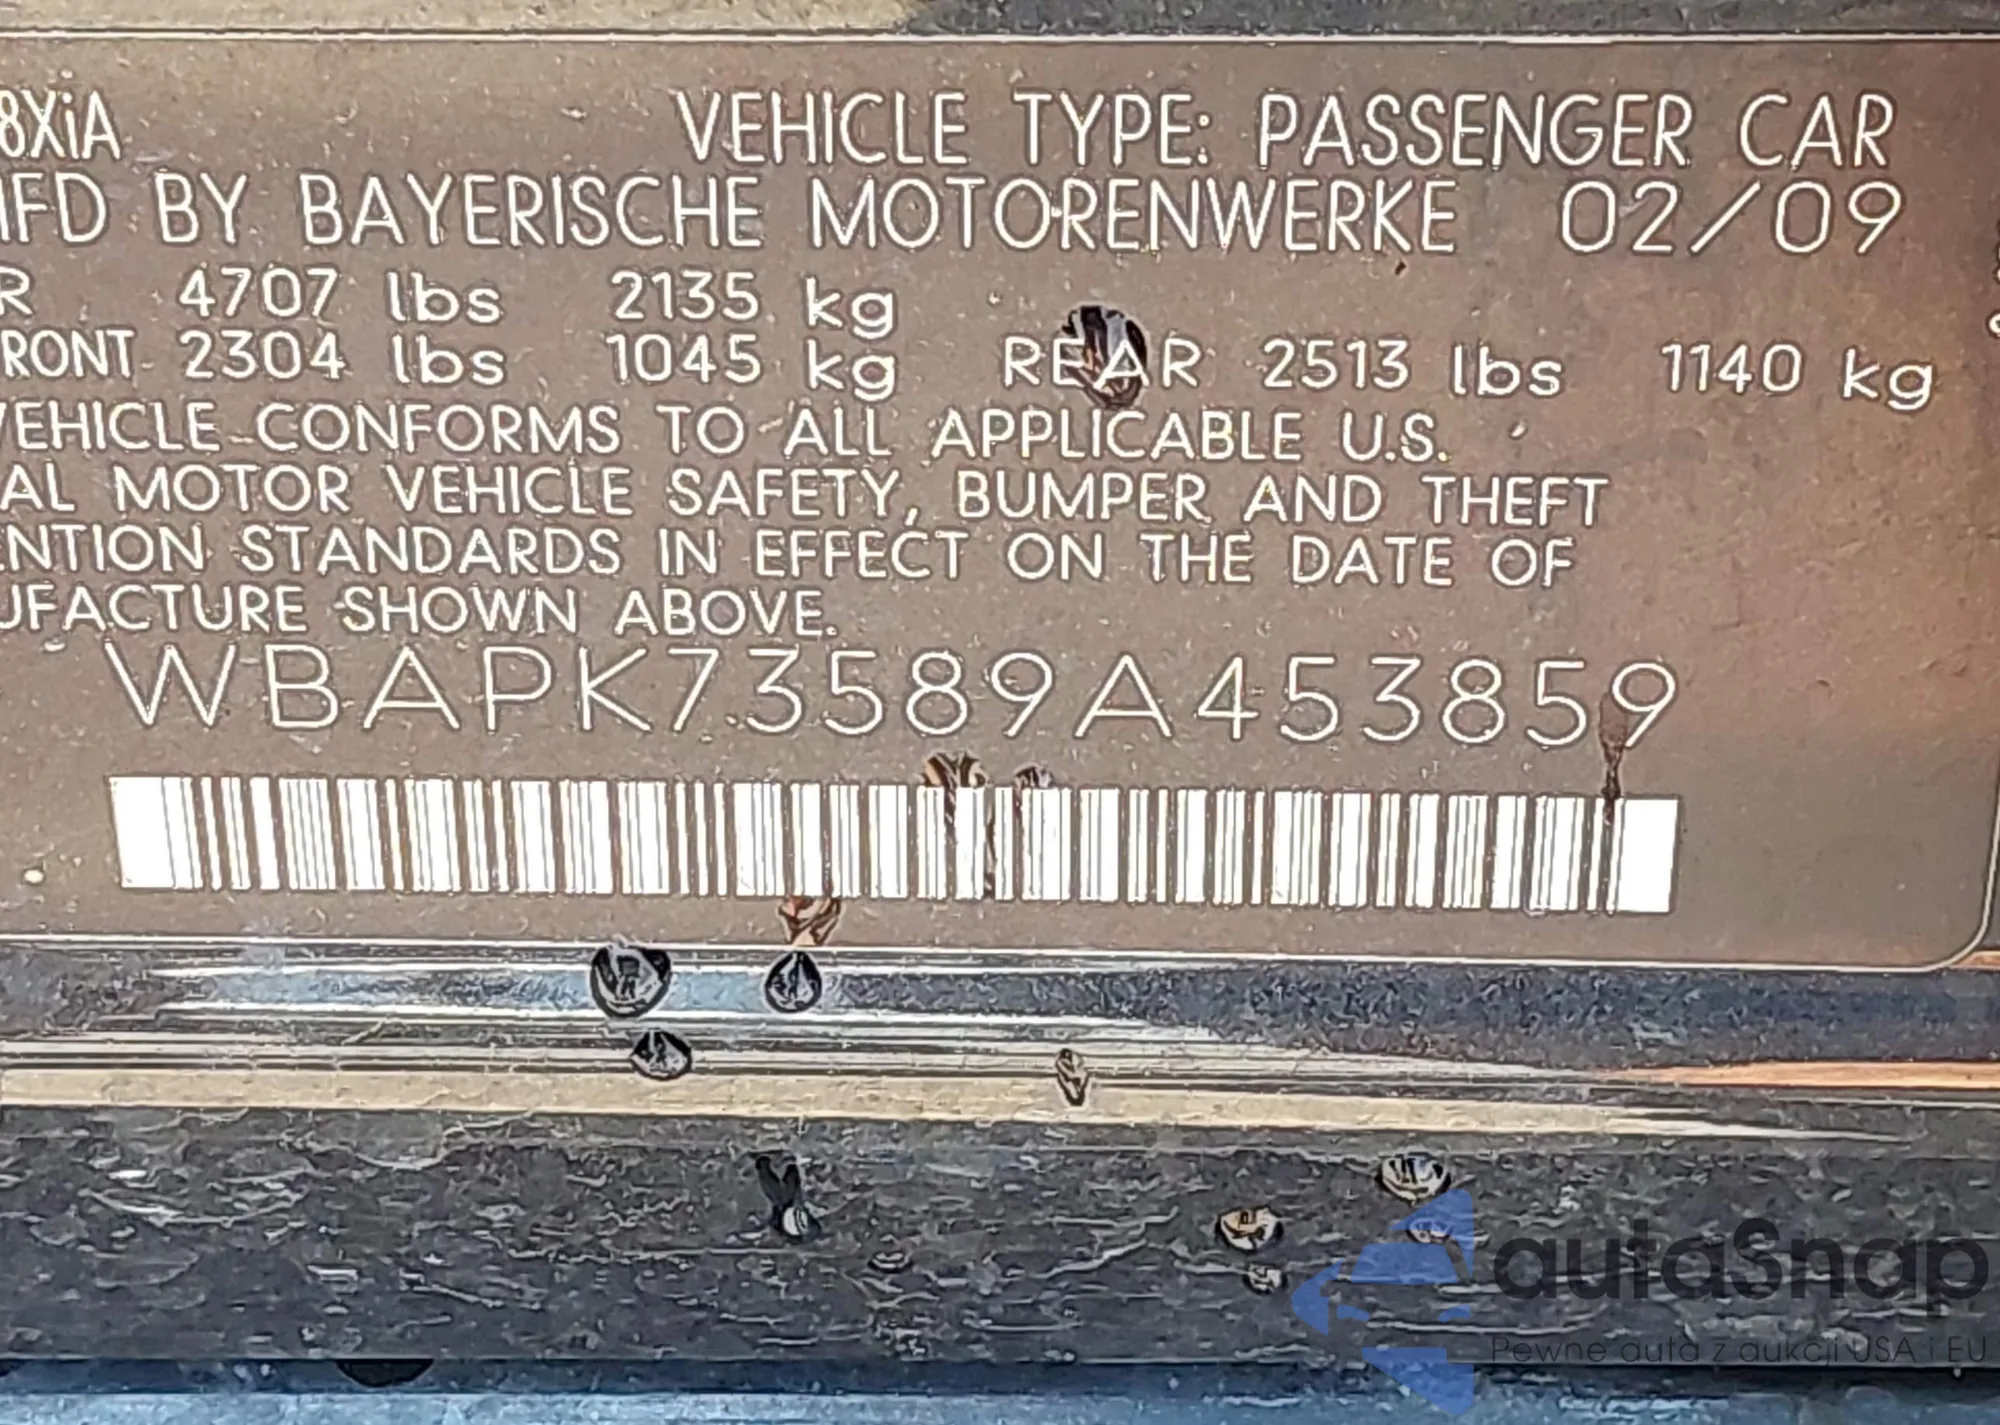 8XiA VEHICLE TYPE: PASSENGER CAR
MFD BY BAYERISCHE MOTORENWERKE 02/09
R 4707 lbs 2135 kg
FRONT 2304 lbs 1045 kg REAR 2513 lbs 1140 kg
VEHICLE CONFORMS TO ALL APPLICABLE U.S.
AL MOTOR VEHICLE SAFETY, BUMPER AND THEFT
ENTION STANDARDS IN EFFECT ON THE DATE OF
UFACTURE SHOWN ABOVE.
WBAPK73589A453859
autaSnap
Pewne auta z aukcji USA i EU